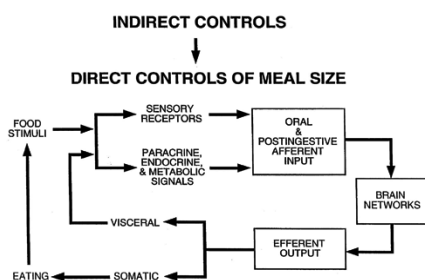 INDIRECT CONTROLS
DIRECT CONTROLS OF MEAL SIZE
FOOD
STIMULI
SENSORY
RECEPTORS
PARACRINE,
ENDOCRINE,
& METABOLIC
SIGNALS
ORAL
&
POSTINGESTIVE
AFFERENT
INPUT
BRAIN
NETWORKS
VISCERAL
EFFERENT
OUTPUT
EATING
SOMATIC